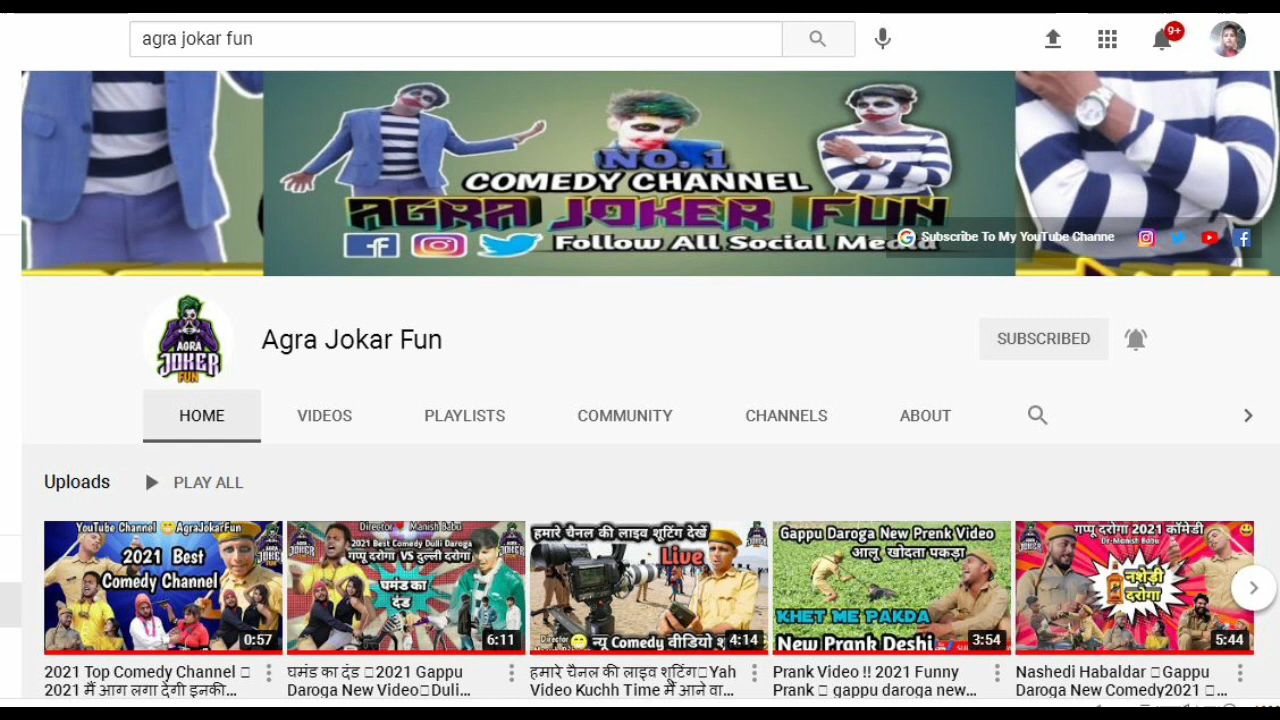 agra jokar fun
9+
NO. 1
COMEDY CHANNEL
AGRA JOKER FUN
Follow All Social Media
Subscribe To My YouTube Channe
AGRA
JOKER
FUN
Agra Jokar Fun
SUBSCRIBED
HOME
VIDEOS
PLAYLISTS
COMMUNITY
CHANNELS
ABOUT
Uploads
PLAY ALL
YouTube Channel AgraJokarFun
2021 Best
Comedy Channel
0:57
2021 Top Comedy Channel
2021 में आग लगा देगी इनकी...
Director Manish Babu
2021 Best Comedy Dulli Daroga
गप्पू दरोगा VS दुल्ली दरोगा
घमंड का
दंड
6:11
घमंड का दंड 2021 Gappu
Daroga New Video Duli...
हमारे चैनल की लाइव शूटिंग देखें
Live
Director
न्यू Comedy वीडियो
4:14
हमारे चैनल की लाइव शूटिंग Yah
Video Kuchh Time में आने वा...
Gappu Daroga New Prenk Video
आलू खोदता पकड़ा
KHET ME PAKDA
New Prank Deshi
3:54
Prank Video !! 2021 Funny
Prank gappu daroga new...
गप्पू दरोगा 2021 कॉमेडी
Dr.Manish Babu
नशेड़ी
दरोगा
5:44
Nashedi Habaldar Gappu
Daroga New Comedy2021 ...